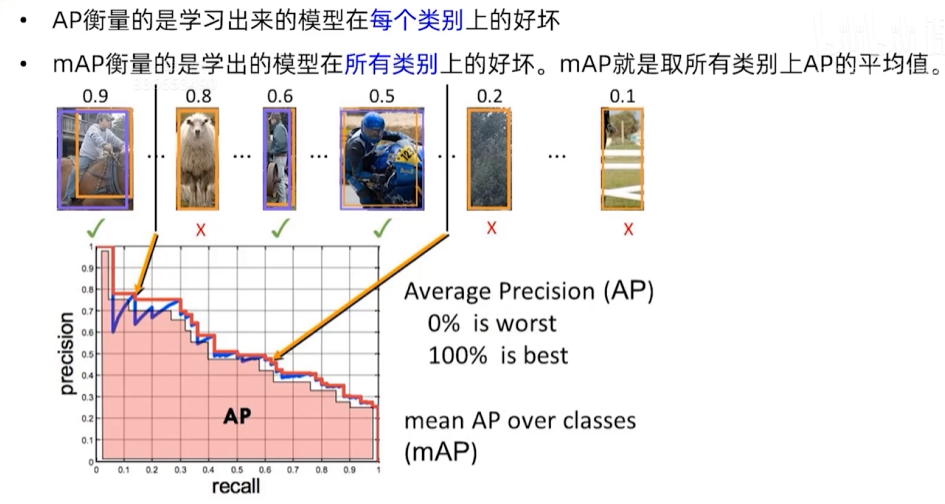 • AP衡量的是学习出来的模型在每个类别上的好坏
• mAP衡量的是学出的模型在所有类别上的好坏。mAP就是取所有类别上AP的平均值。
0.9 0.8 0.6 0.5 0.2 0.1
... ... ... ... ...
✓ X ✓ ✓ X X
12
Average Precision (AP)
0% is worst
100% is best
mean AP over classes
(mAP)
precision
1
0.9
0.8
0.7
0.6
0.5
0.4
0.3
0.2
0.1
0
AP
0 0.1 0.2 0.3 0.4 0.5 0.6 0.7 0.8 0.9 1
recall